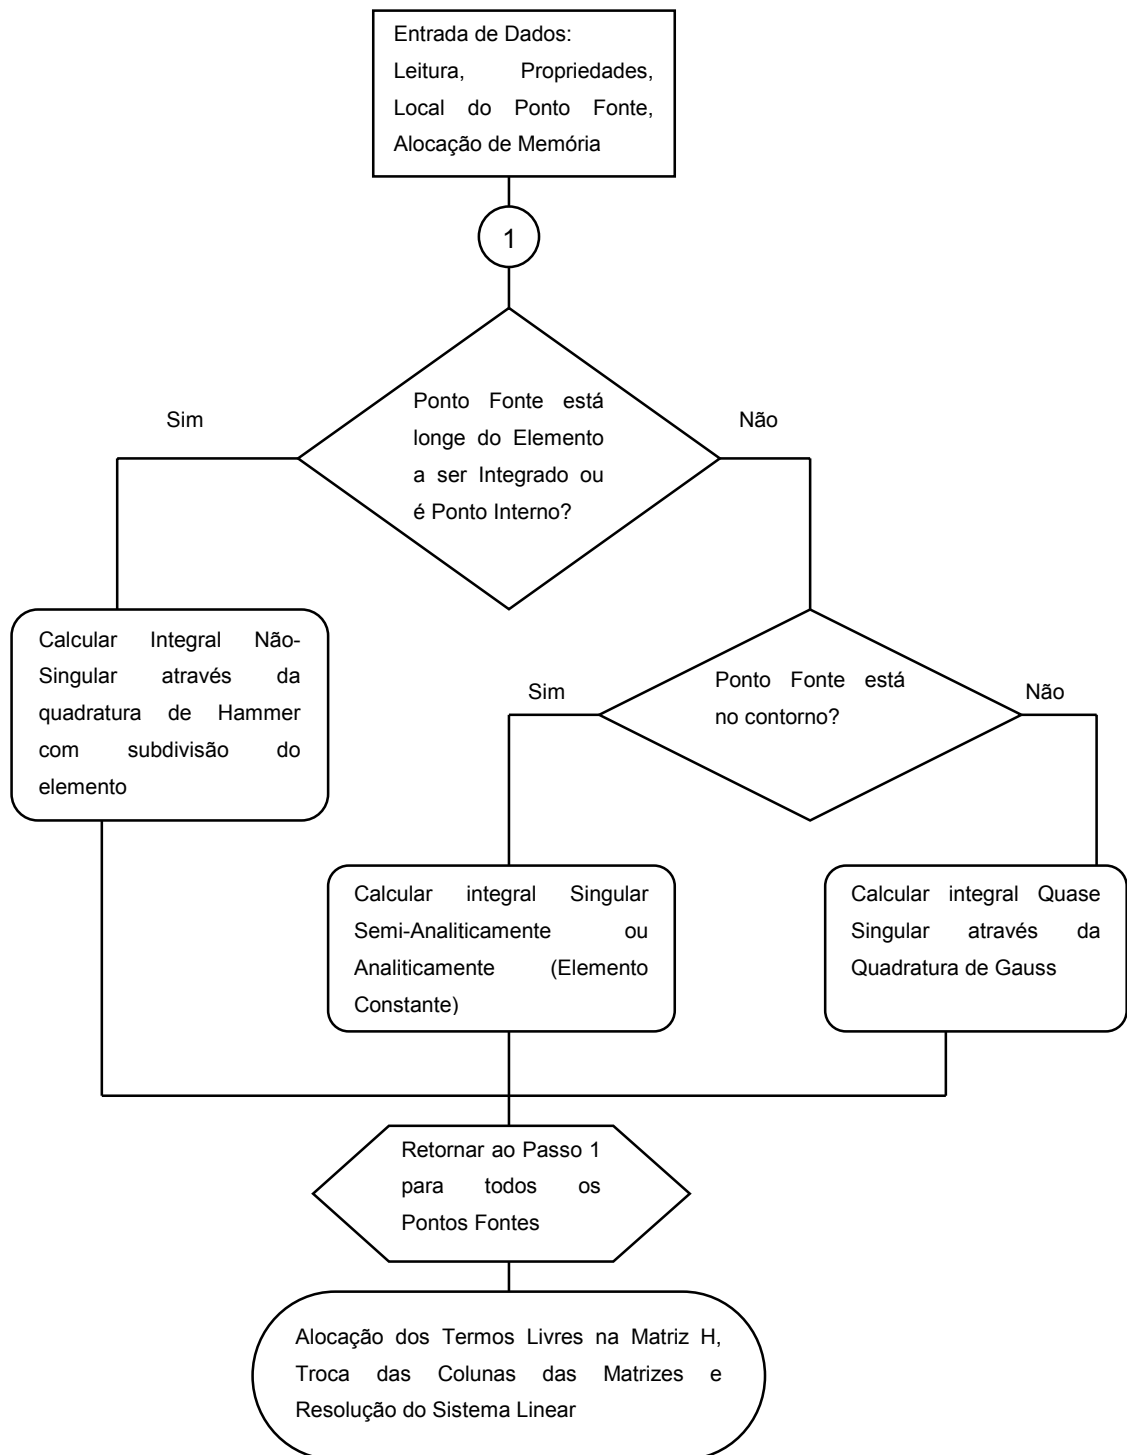 Entrada de Dados:
Leitura, Propriedades,
Local do Ponto Fonte,
Alocação de Memória
1
Ponto Fonte está
longe do Elemento
a ser Integrado ou
é Ponto Interno?
Sim
Não
Calcular Integral Não-
Singular através da
quadratura de Hammer
com subdivisão do
elemento
Ponto Fonte está
no contorno?
Sim
Não
Calcular integral Singular
Semi-Analiticamente ou
Analiticamente (Elemento
Constante)
Calcular integral Quase
Singular através da
Quadratura de Gauss
Retornar ao Passo 1
para todos os
Pontos Fontes
Alocação dos Termos Livres na Matriz H,
Troca das Colunas das Matrizes e
Resolução do Sistema Linear